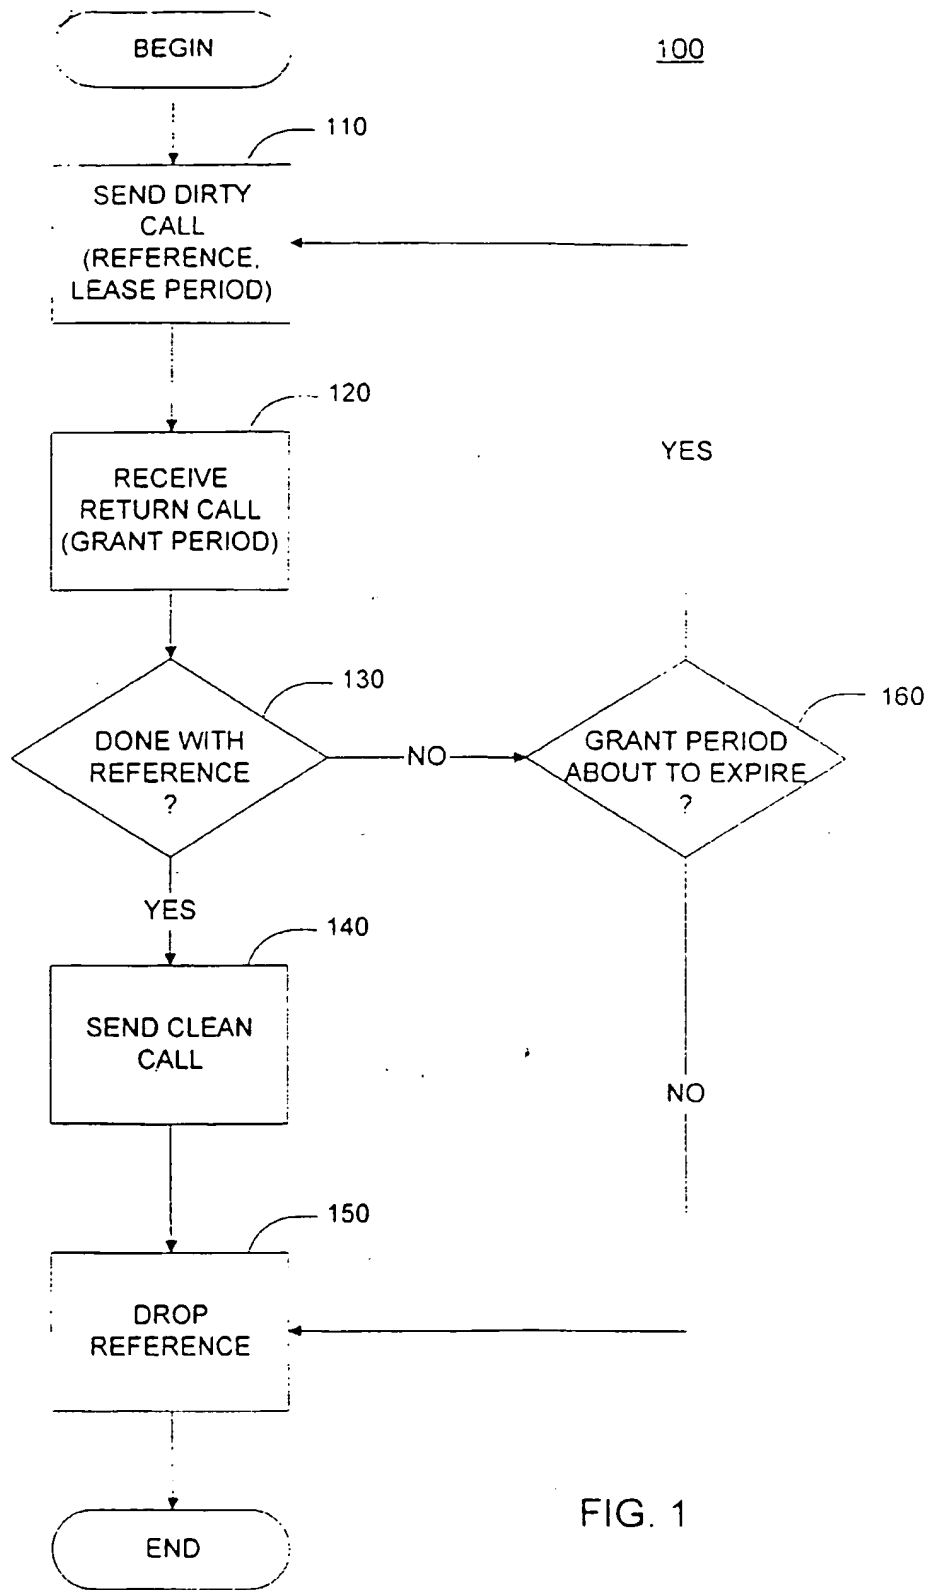 BEGIN
100
110
SEND DIRTY
CALL
(REFERENCE,
LEASE PERIOD)
120
RECEIVE
RETURN CALL
(GRANT PERIOD)
YES
130
DONE WITH
REFERENCE
?
NO
160
GRANT PERIOD
ABOUT TO EXPIRE
?
YES
140
SEND CLEAN
CALL
NO
150
DROP
REFERENCE
END
FIG. 1